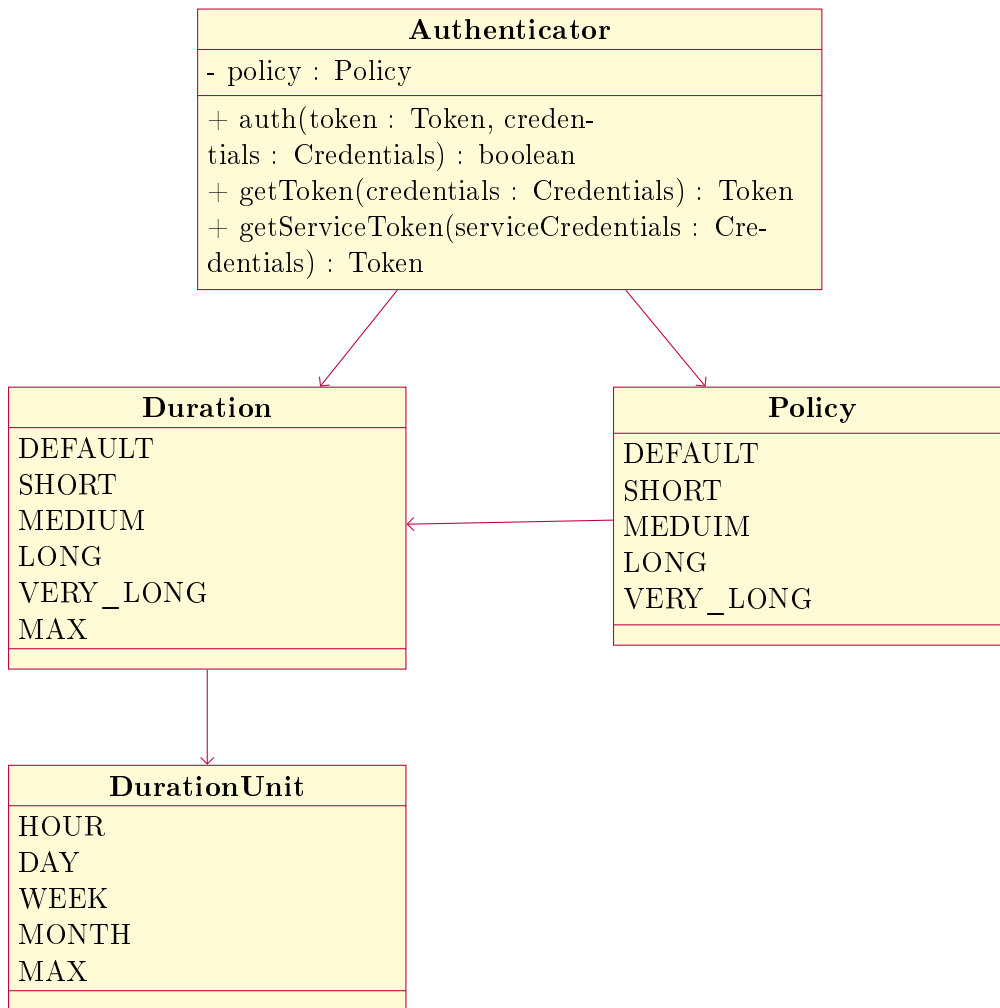 Authenticator
- policy : Policy
+ auth(token : Token, creden-
tials : Credentials) : boolean
+ getToken(credentials : Credentials) : Token
+ getServiceToken(serviceCredentials : Cre-
dentials) : Token
Duration
DEFAULT
SHORT
MEDIUM
LONG
VERY_LONG
MAX
Policy
DEFAULT
SHORT
MEDUIM
LONG
VERY_LONG
DurationUnit
HOUR
DAY
WEEK
MONTH
MAX